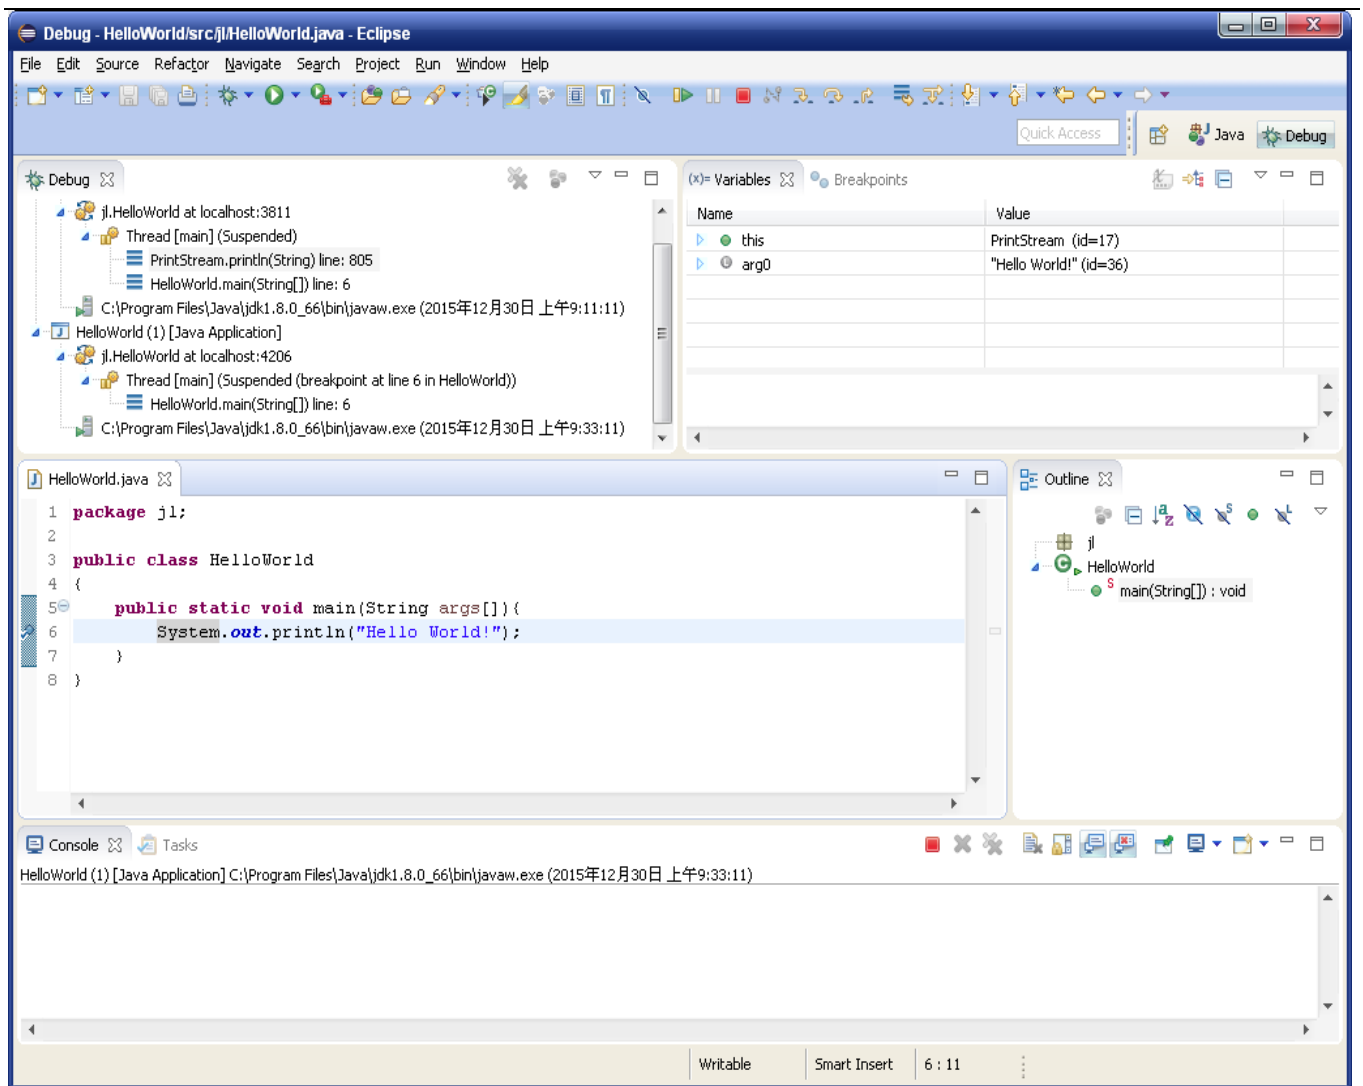 Debug - HelloWorld/src/jl/HelloWorld.java - Eclipse
File Edit Source Refactor Navigate Search Project Run Window Help
Quick Access Java Debug
Debug
jl.HelloWorld at localhost:3811
Thread [main] (Suspended)
PrintStream.println(String) line: 805
HelloWorld.main(String[]) line: 6
C:\Program Files\Java\jdk1.8.0_66\bin\javaw.exe (2015年12月30日 上午9:11:11)
HelloWorld (1) [Java Application]
jl.HelloWorld at localhost:4206
Thread [main] (Suspended (breakpoint at line 6 in HelloWorld))
HelloWorld.main(String[]) line: 6
C:\Program Files\Java\jdk1.8.0_66\bin\javaw.exe (2015年12月30日 上午9:33:11)
(x)= Variables Breakpoints
Name Value
this PrintStream (id=17)
arg0 "Hello World!" (id=36)
HelloWorld.java
1 package jl;
2
3 public class HelloWorld
4 {
5 public static void main(String args[]){
6 System.out.println("Hello World!");
7 }
8 }
Outline
jl
HelloWorld
main(String[]) : void
Console Tasks
HelloWorld (1) [Java Application] C:\Program Files\Java\jdk1.8.0_66\bin\javaw.exe (2015年12月30日 上午9:33:11)
Writable Smart Insert 6 : 11